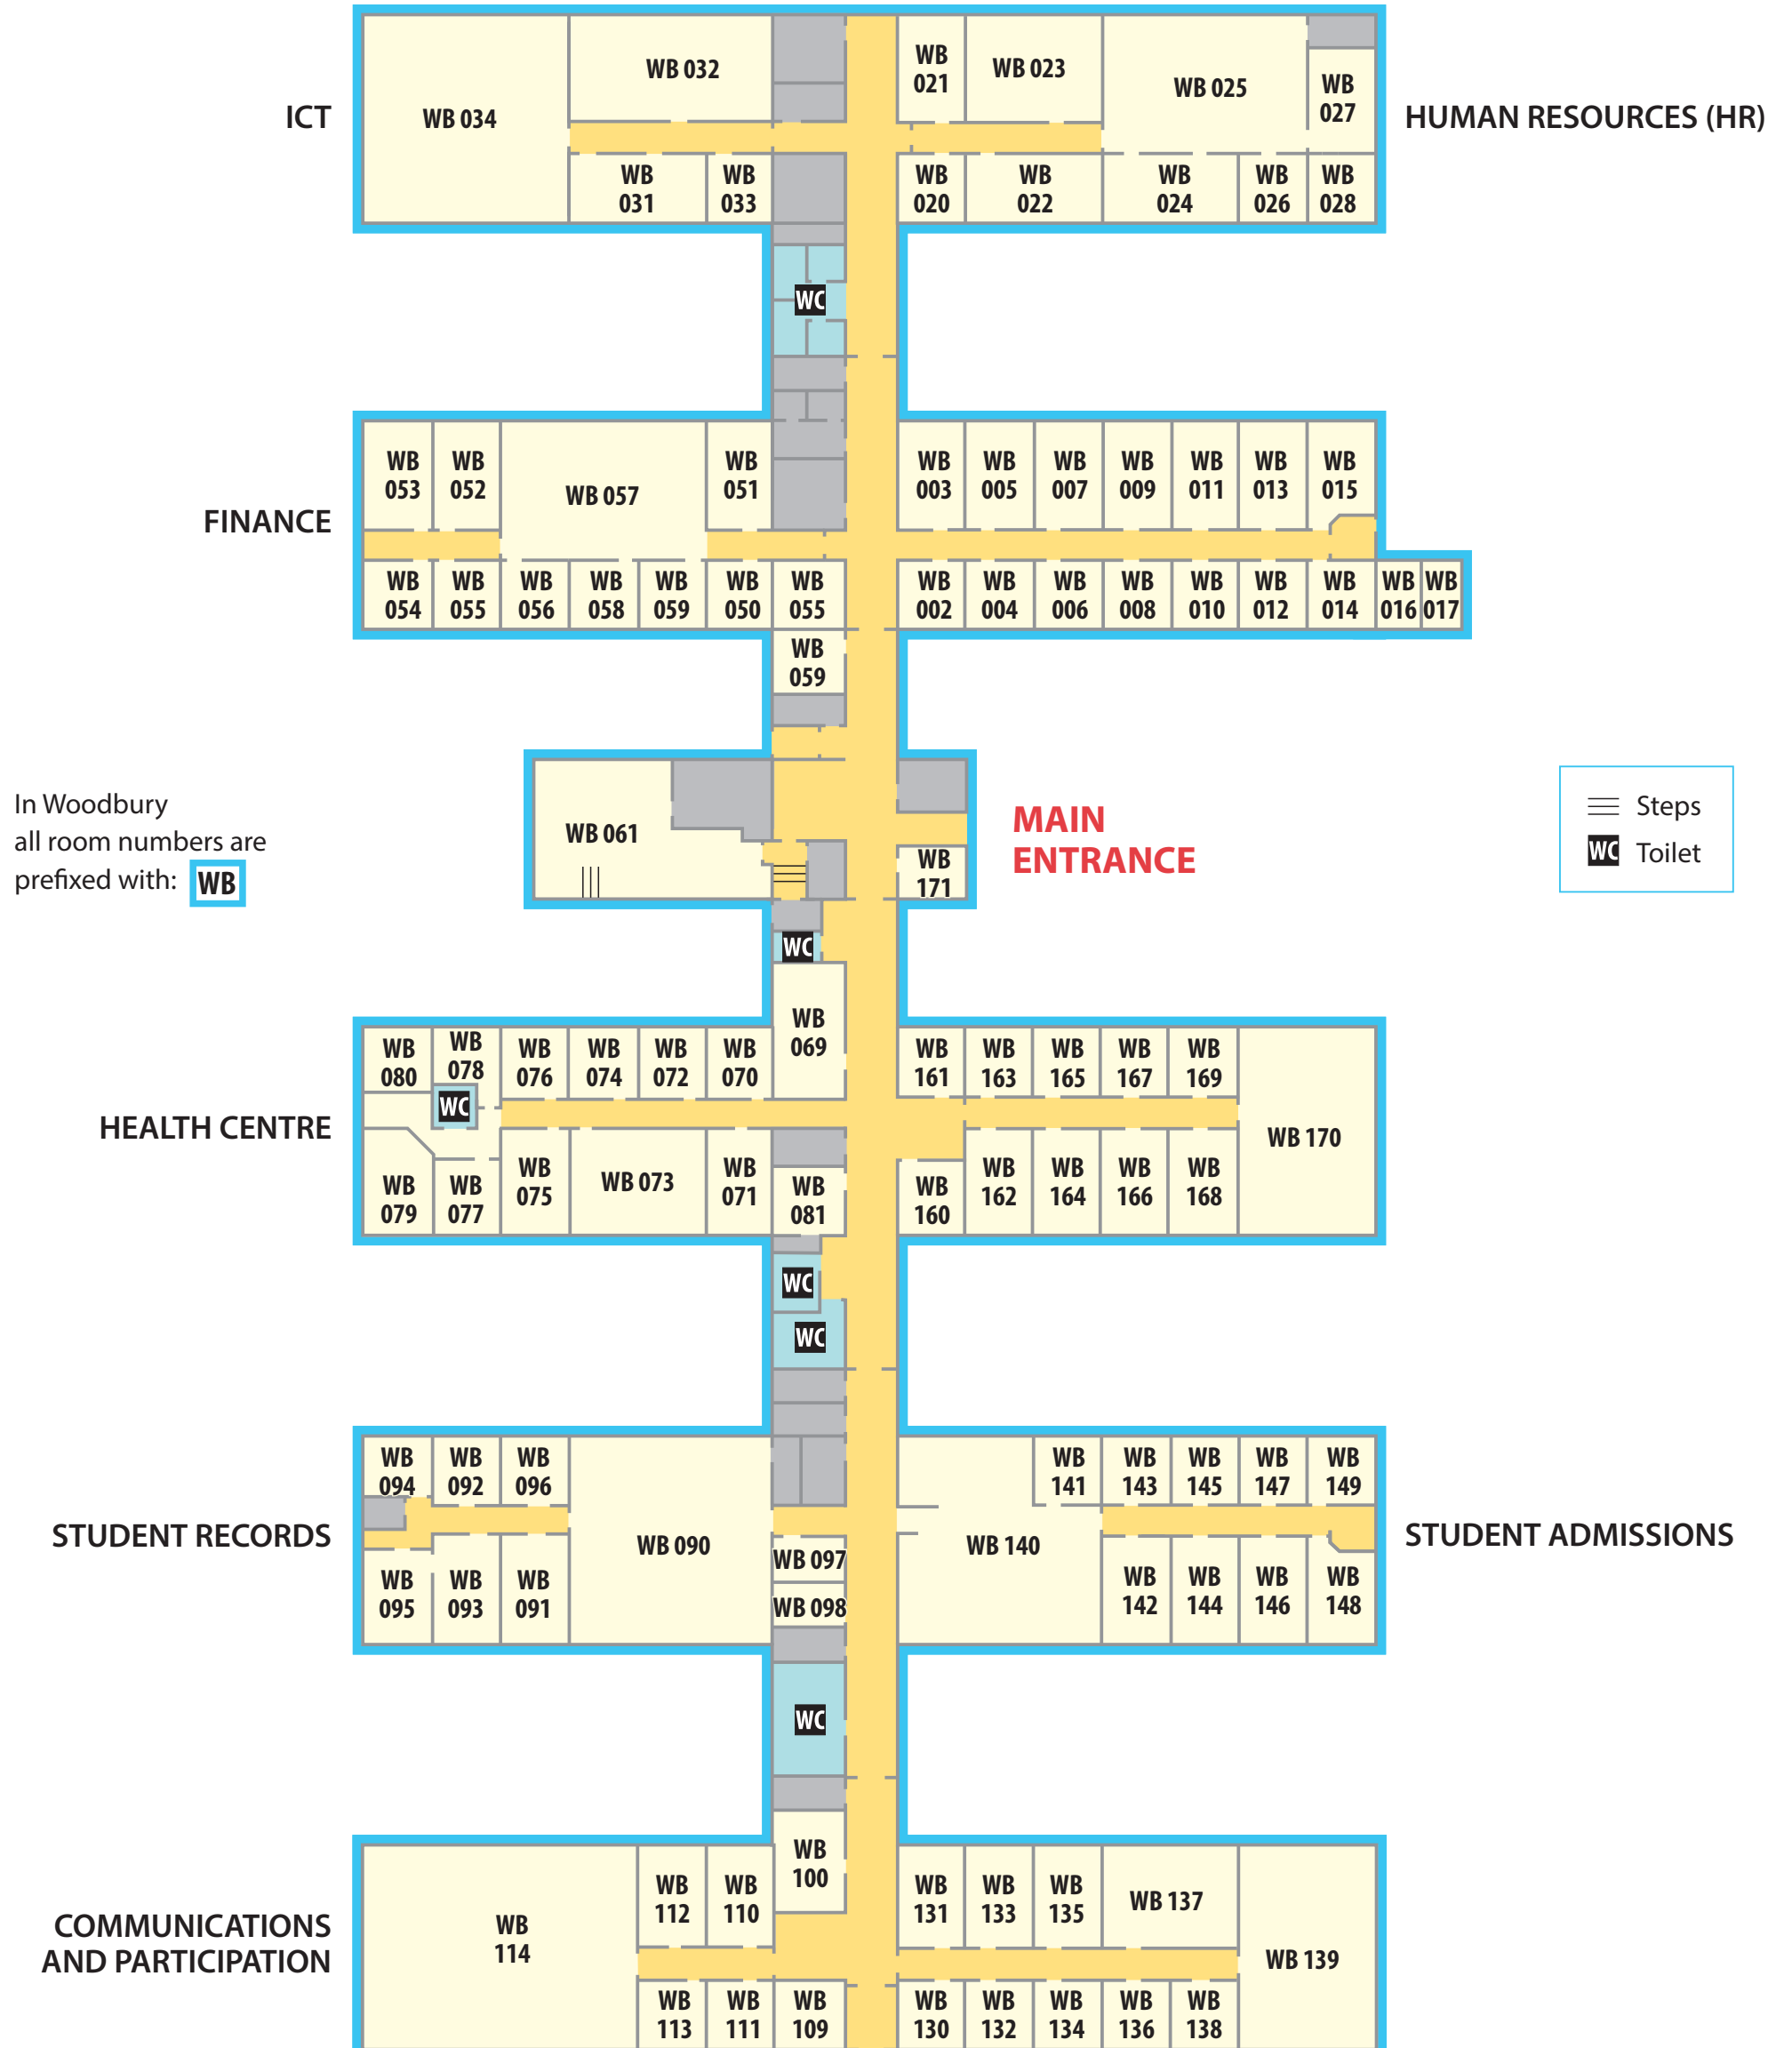 ICT
WB 034
WB 032
WB
031
WB
033
WB
021
WB 023
WB 025
WB
027
WB
020
WB
022
WB
024
WB
026
WB
028
HUMAN RESOURCES (HR)
WC
FINANCE
WB
053
WB
052
WB 057
WB
051
WB
054
WB
055
WB
056
WB
058
WB
059
WB
050
WB
055
WB
003
WB
005
WB
007
WB
009
WB
011
WB
013
WB
015
WB
002
WB
004
WB
006
WB
008
WB
010
WB
012
WB
014
WB
016
WB
017
WB
059
In Woodbury
all room numbers are
prefixed with: WB
WB 061
MAIN
ENTRANCE
WB
171
Steps
WC Toilet
WC
WB
069
HEALTH CENTRE
WB
080
WB
078
WC
WB
076
WB
074
WB
072
WB
070
WB
079
WB
077
WB
075
WB 073
WB
071
WB
081
WB
161
WB
163
WB
165
WB
167
WB
169
WB 170
WB
160
WB
162
WB
164
WB
166
WB
168
WC
WC
STUDENT RECORDS
WB
094
WB
092
WB
096
WB 090
WB
095
WB
093
WB
091
WB 097
WB 098
WB 140
WB
141
WB
143
WB
145
WB
147
WB
149
WB
142
WB
144
WB
146
WB
148
STUDENT ADMISSIONS
WC
WB
100
COMMUNICATIONS
AND PARTICIPATION
WB
114
WB
112
WB
110
WB
113
WB
111
WB
109
WB
131
WB
133
WB
135
WB 137
WB 139
WB
130
WB
132
WB
134
WB
136
WB
138